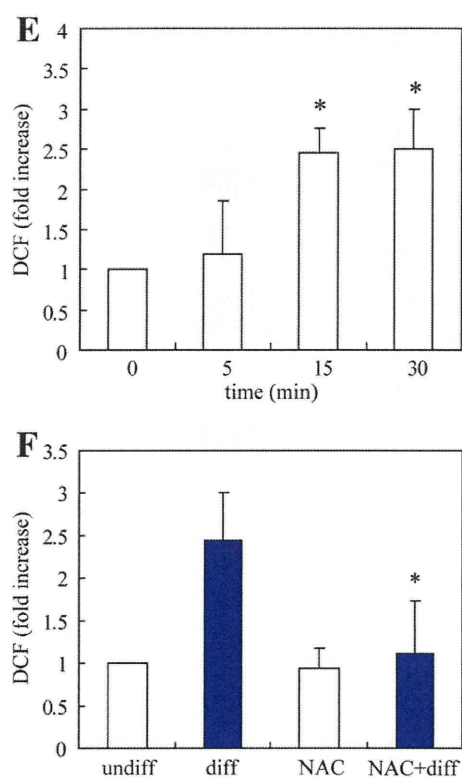 E
4
3.5
3
2.5
2
1.5
1
0.5
0
DCF (fold increase)
* *
0 5 15 30
time (min)
F
3.5
3
2.5
2
1.5
1
0.5
0
DCF (fold increase)
*
undiff diff NAC NAC+diff